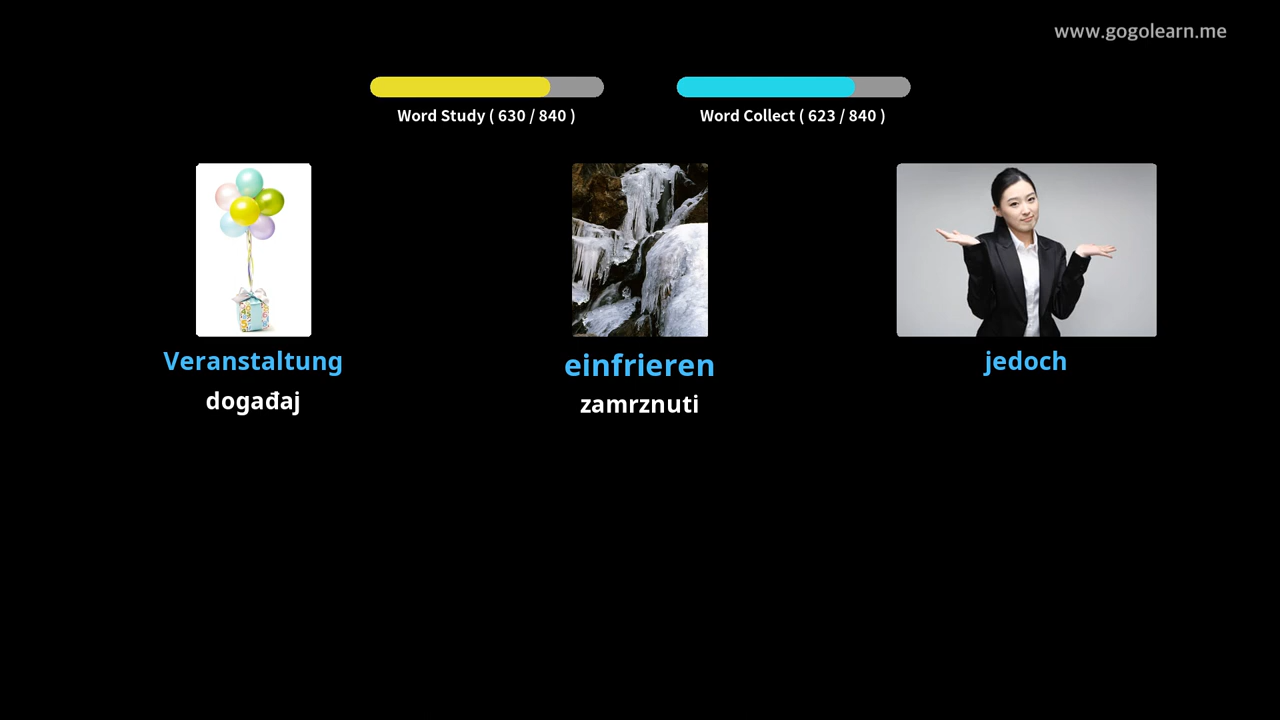 www.gogolearn.me
Word Study ( 630 / 840 )
Word Collect ( 623 / 840 )
Veranstaltung
događaj
einfrieren
zamrznuti
jedoch